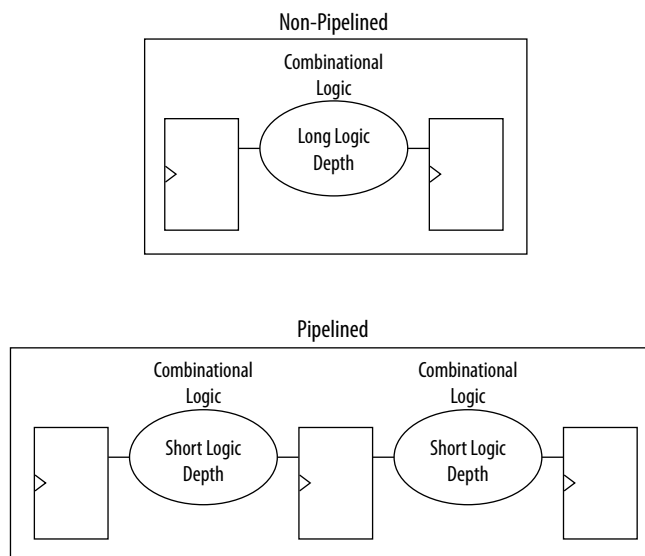 Non-Pipelined
Combinational
Logic
Long Logic
Depth
Pipelined
Combinational
Logic
Combinational
Logic
Short Logic
Depth
Short Logic
Depth